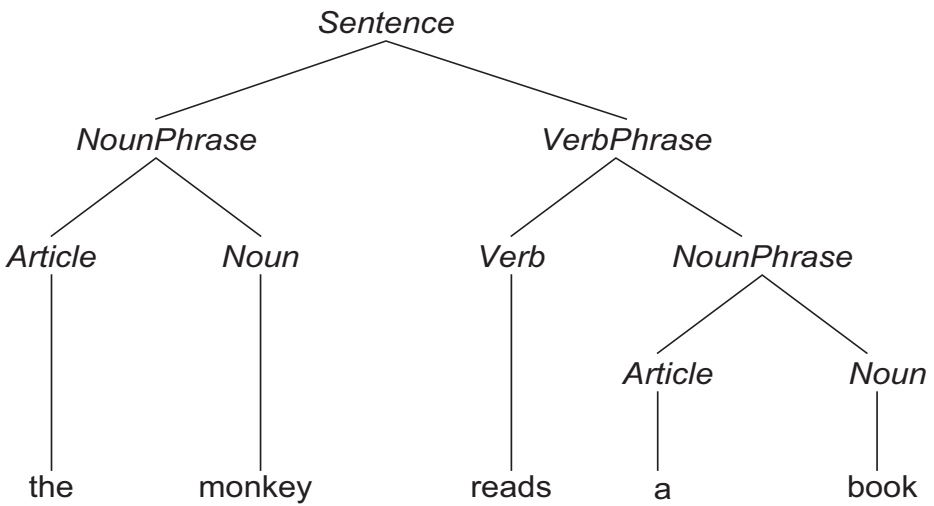 Sentence
NounPhrase VerbPhrase
Article Noun Verb NounPhrase
Article Noun
the monkey reads a book